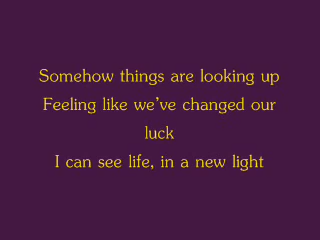 Somehow things are looking up
Feeling like we've changed our
luck
I can see life, in a new light